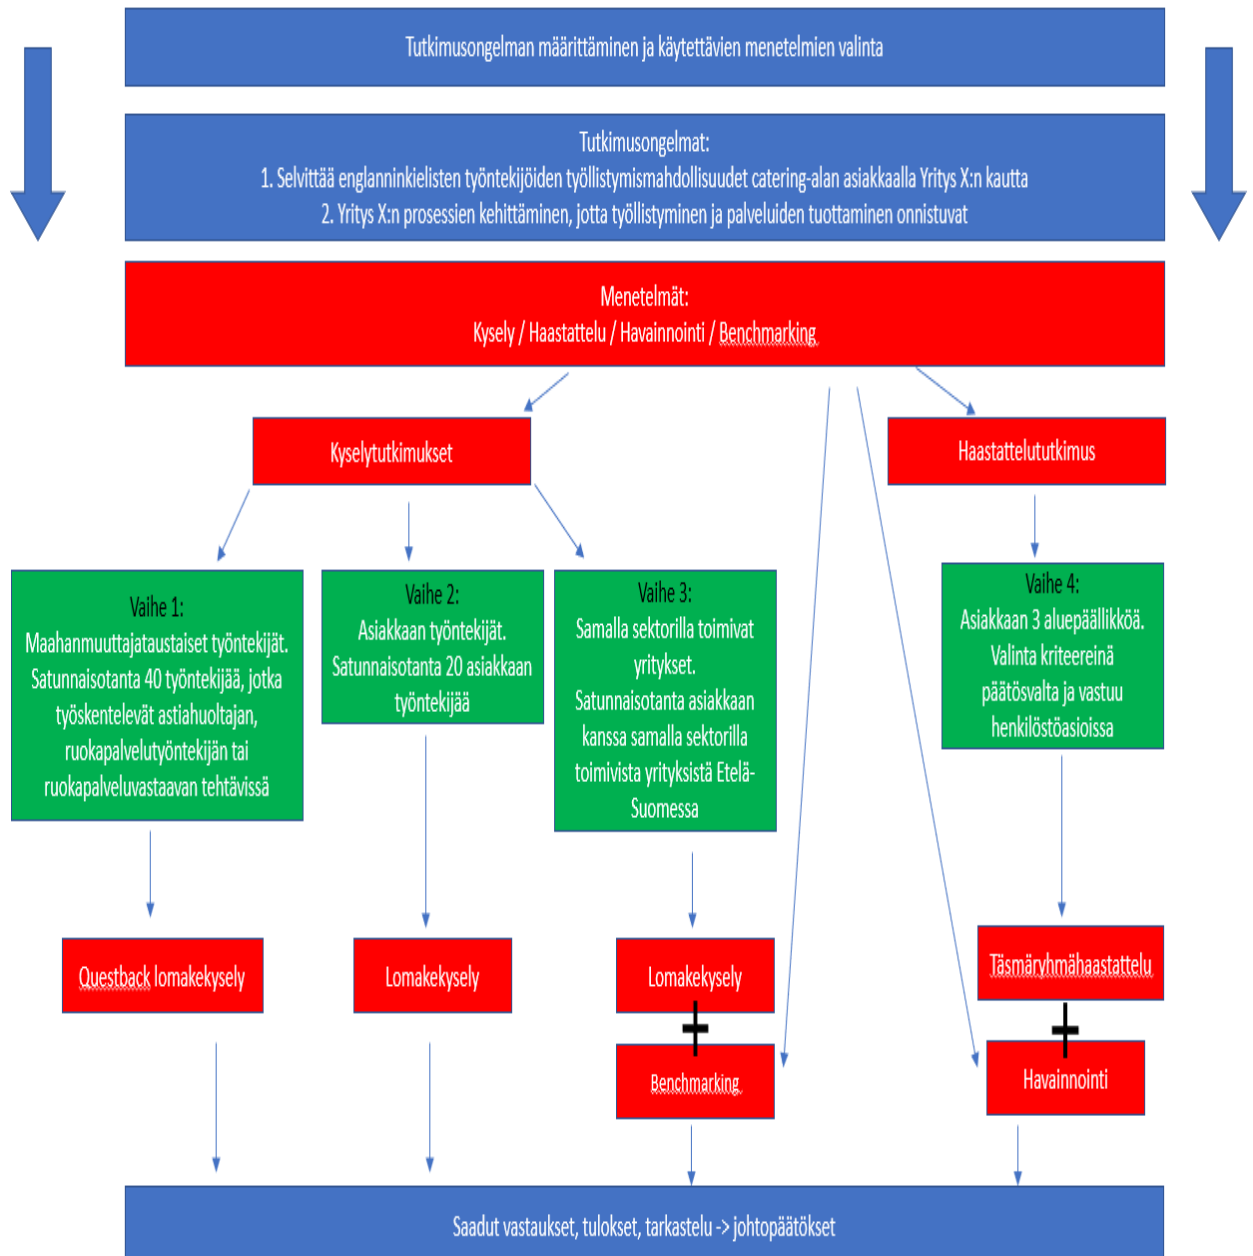 Tutkimusongelman määrittäminen ja käytettävien menetelmien valinta
Tutkimusongelmat:
1. Selvittää englanninkielisten työntekijöiden työllistymismahdollisuudet catering-alan asiakkaalla Yritys X:n kautta
2. Yritys X:n prosessien kehittäminen, jotta työllistyminen ja palveluiden tuottaminen onnistuvat
Menetelmät:
Kysely / Haastattelu / Havainnointi / Benchmarking
Kyselytutkimukset
Haastattelututkimus
Vaihe 1:
Maahanmuuttajataustaiset työntekijät.
Satunnaisotanta 40 työntekijää, jotka
työskentelevät astiahuoltajan,
ruokapalvelutyöntekijän tai
ruokapalveluvastaavan tehtävissä
Vaihe 2:
Asiakkaan työntekijät.
Satunnaisotanta 20 asiakkaan
työntekijää
Vaihe 3:
Samalla sektorilla toimivat
yritykset.
Satunnaisotanta asiakkaan
kanssa samalla sektorilla
toimivista yrityksistä Etelä-
Suomessa
Vaihe 4:
Asiakkaan 3 aluepäällikköä.
Valinta kriteereinä
päätösvalta ja vastuu
henkilöstöasioissa
Questback lomakekysely
Lomakekysely
Lomakekysely
+
Benchmarking
Täsmäryhmähaastattelu
+
Havainnointi
Saadut vastaukset, tulokset, tarkastelu -> johtopäätökset